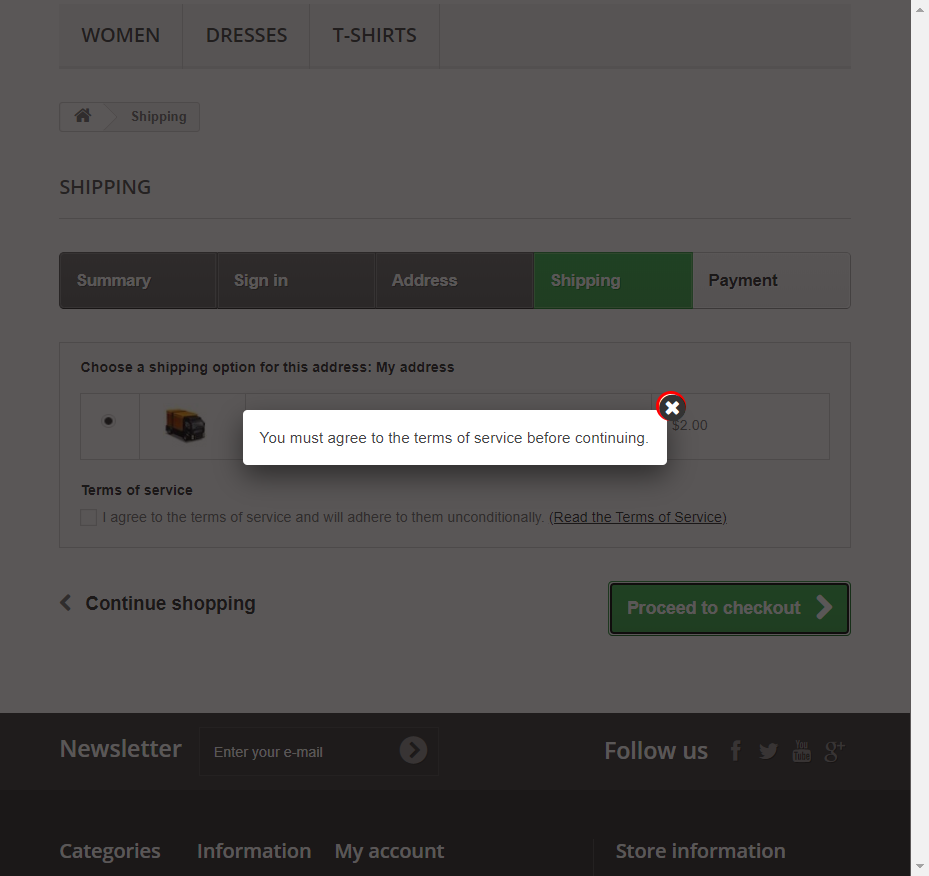 WOMEN DRESSES T-SHIRTS
Shipping
SHIPPING
Summary Sign in Address Shipping Payment
Choose a shipping option for this address: My address
$2.00
You must agree to the terms of service before continuing.
Terms of service
I agree to the terms of service and will adhere to them unconditionally. (Read the Terms of Service)
Continue shopping Proceed to checkout
Newsletter Enter your e-mail Follow us f You Tube g+
Categories Information My account Store information